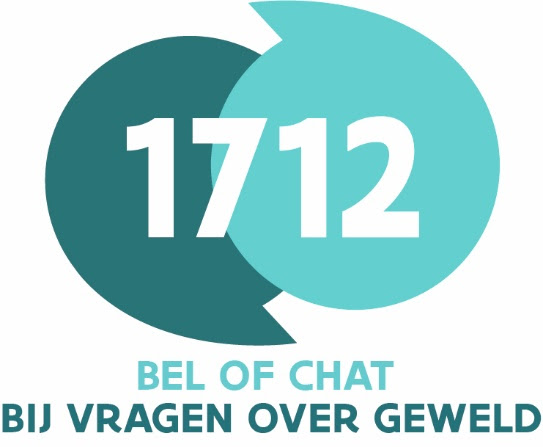 1712
BEL OF CHAT
BIJ VRAGEN OVER GEWELD